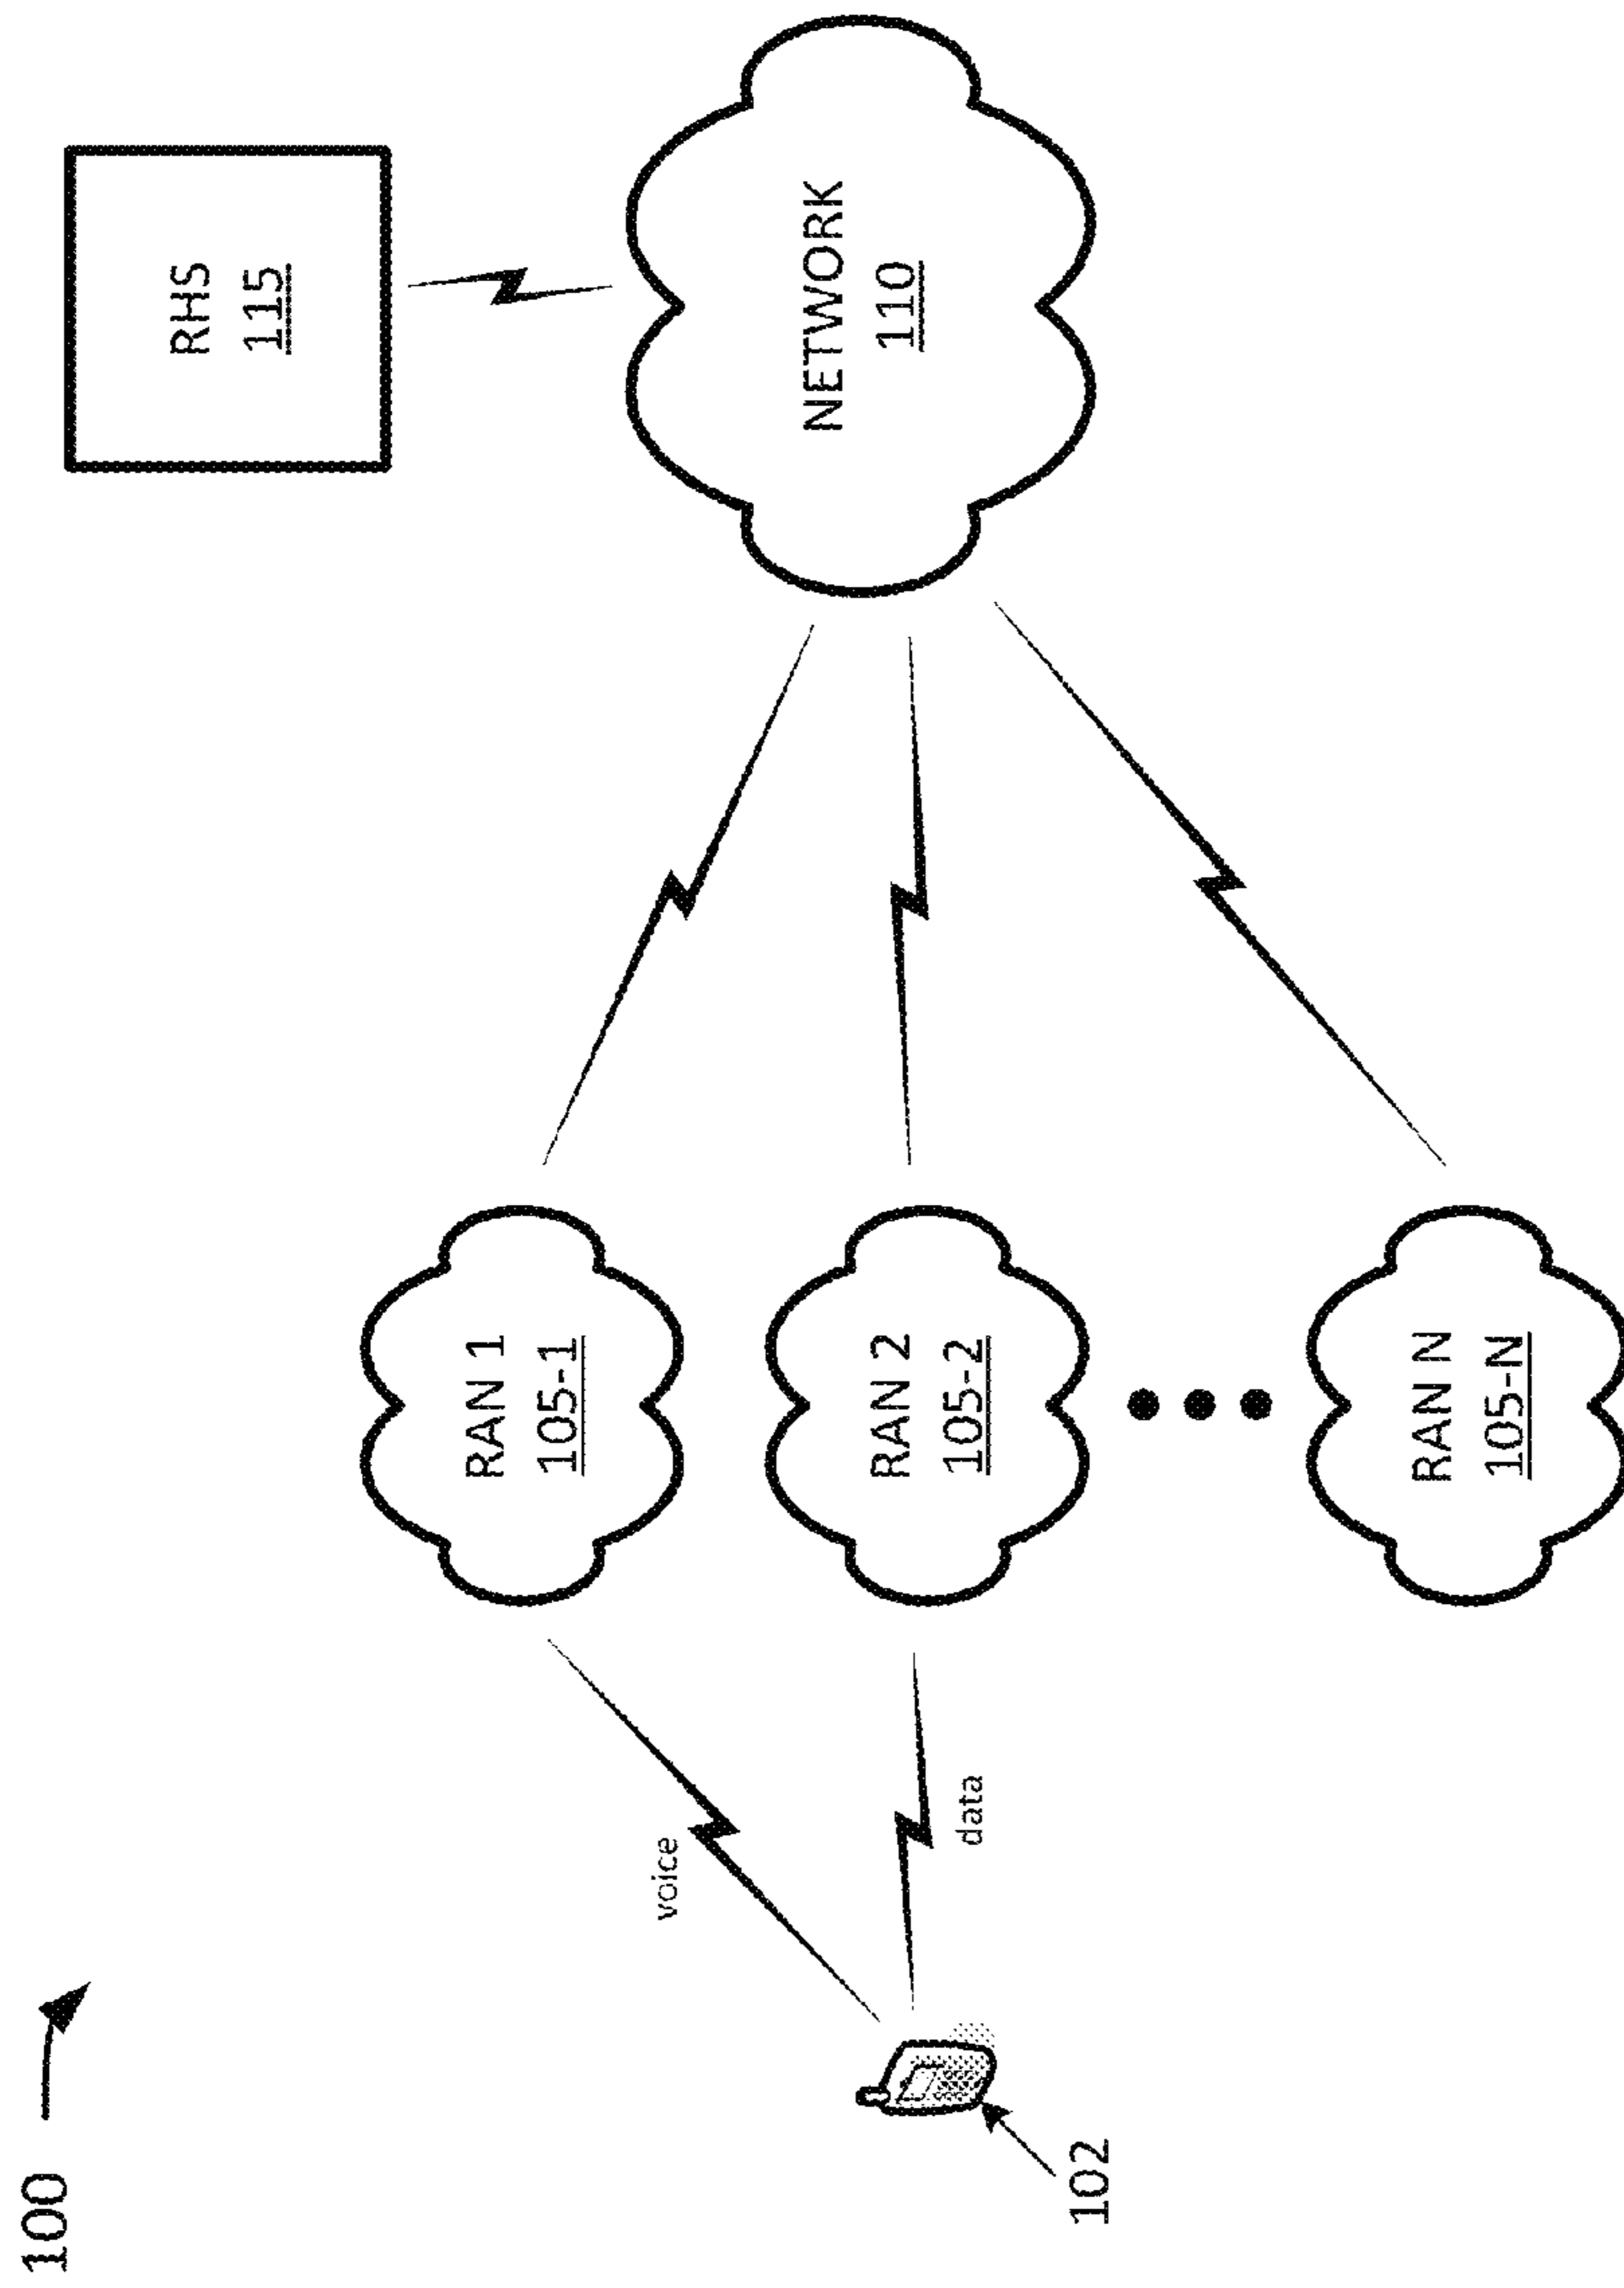 100
RHS
115
NETWORK
110
RAN 1
105-1
RAN 2
105-2
RAN N
105-N
voice
data
102